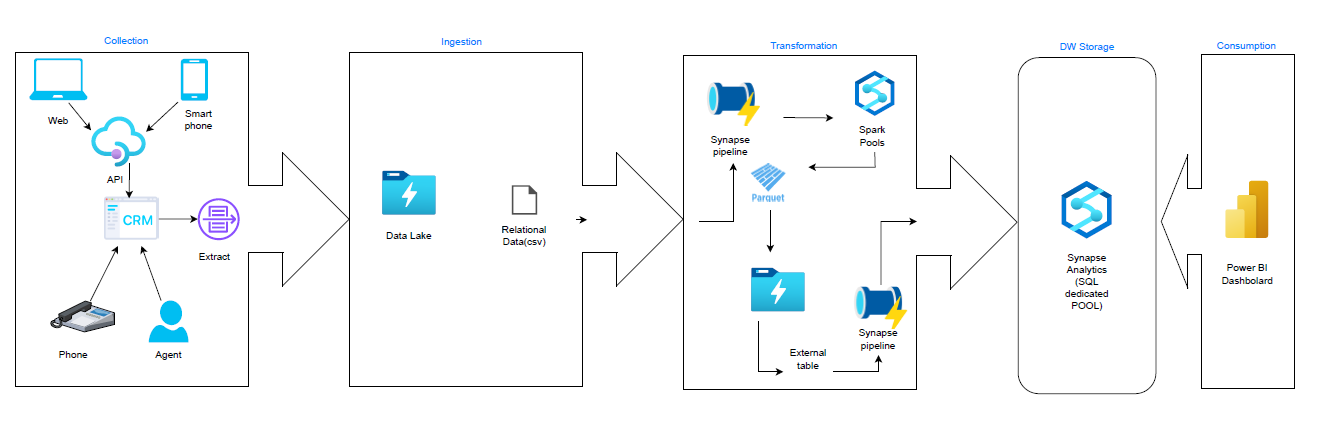 Collection
Web
Smart
phone
API
CRM
Extract
Phone
Agent
Ingestion
Data Lake
Relational
Data(csv)
Transformation
Synapse
pipeline
Spark
Pools
Parquet
External
table
Synapse
pipeline
DW Storage
Synapse
Analytics
(SQL
dedicated
POOL)
Consumption
Power BI
Dashbolard